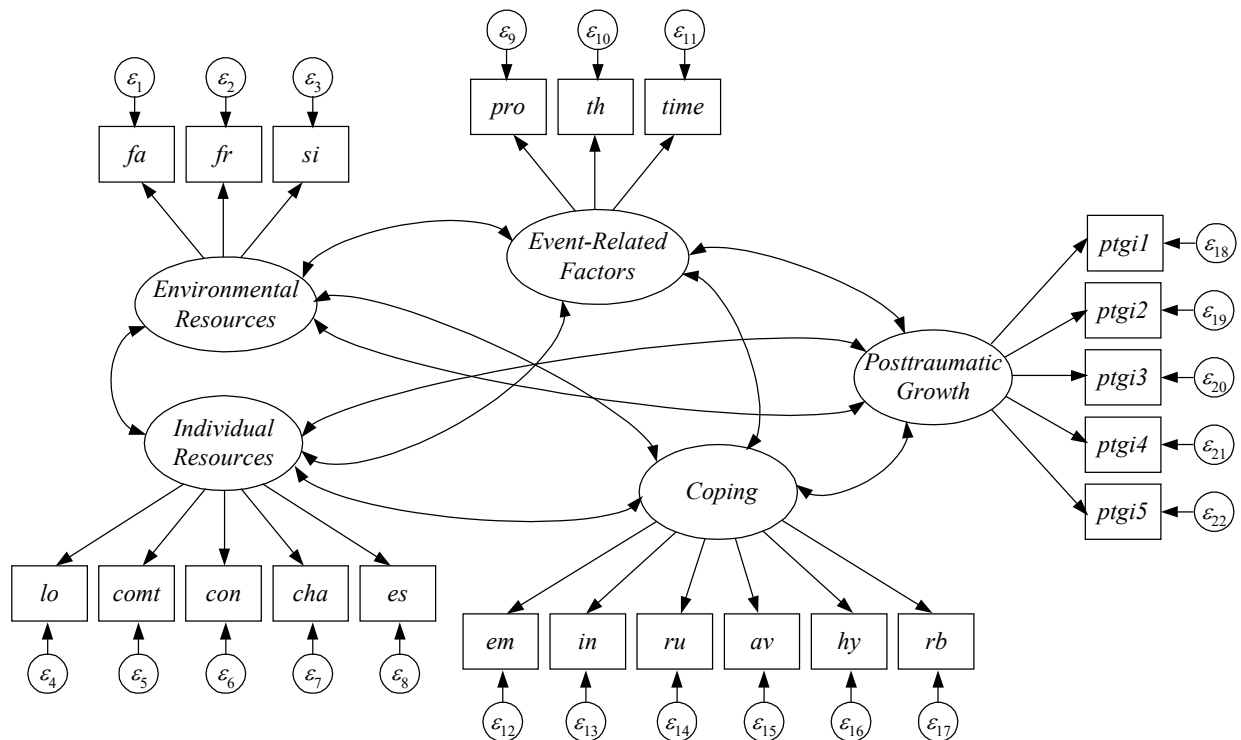 ε9
ε10
ε11
ε1
ε2
ε3
pro
th
time
fa
fr
si
Event-Related
Factors
Environmental
Resources
ptgi1
ε18
ptgi2
ε19
Posttraumatic
Growth
ptgi3
ε20
Individual
Resources
ptgi4
ε21
Coping
ptgi5
ε22
lo
comt
con
cha
es
em
in
ru
av
hy
rb
ε4
ε5
ε6
ε7
ε8
ε12
ε13
ε14
ε15
ε16
ε17